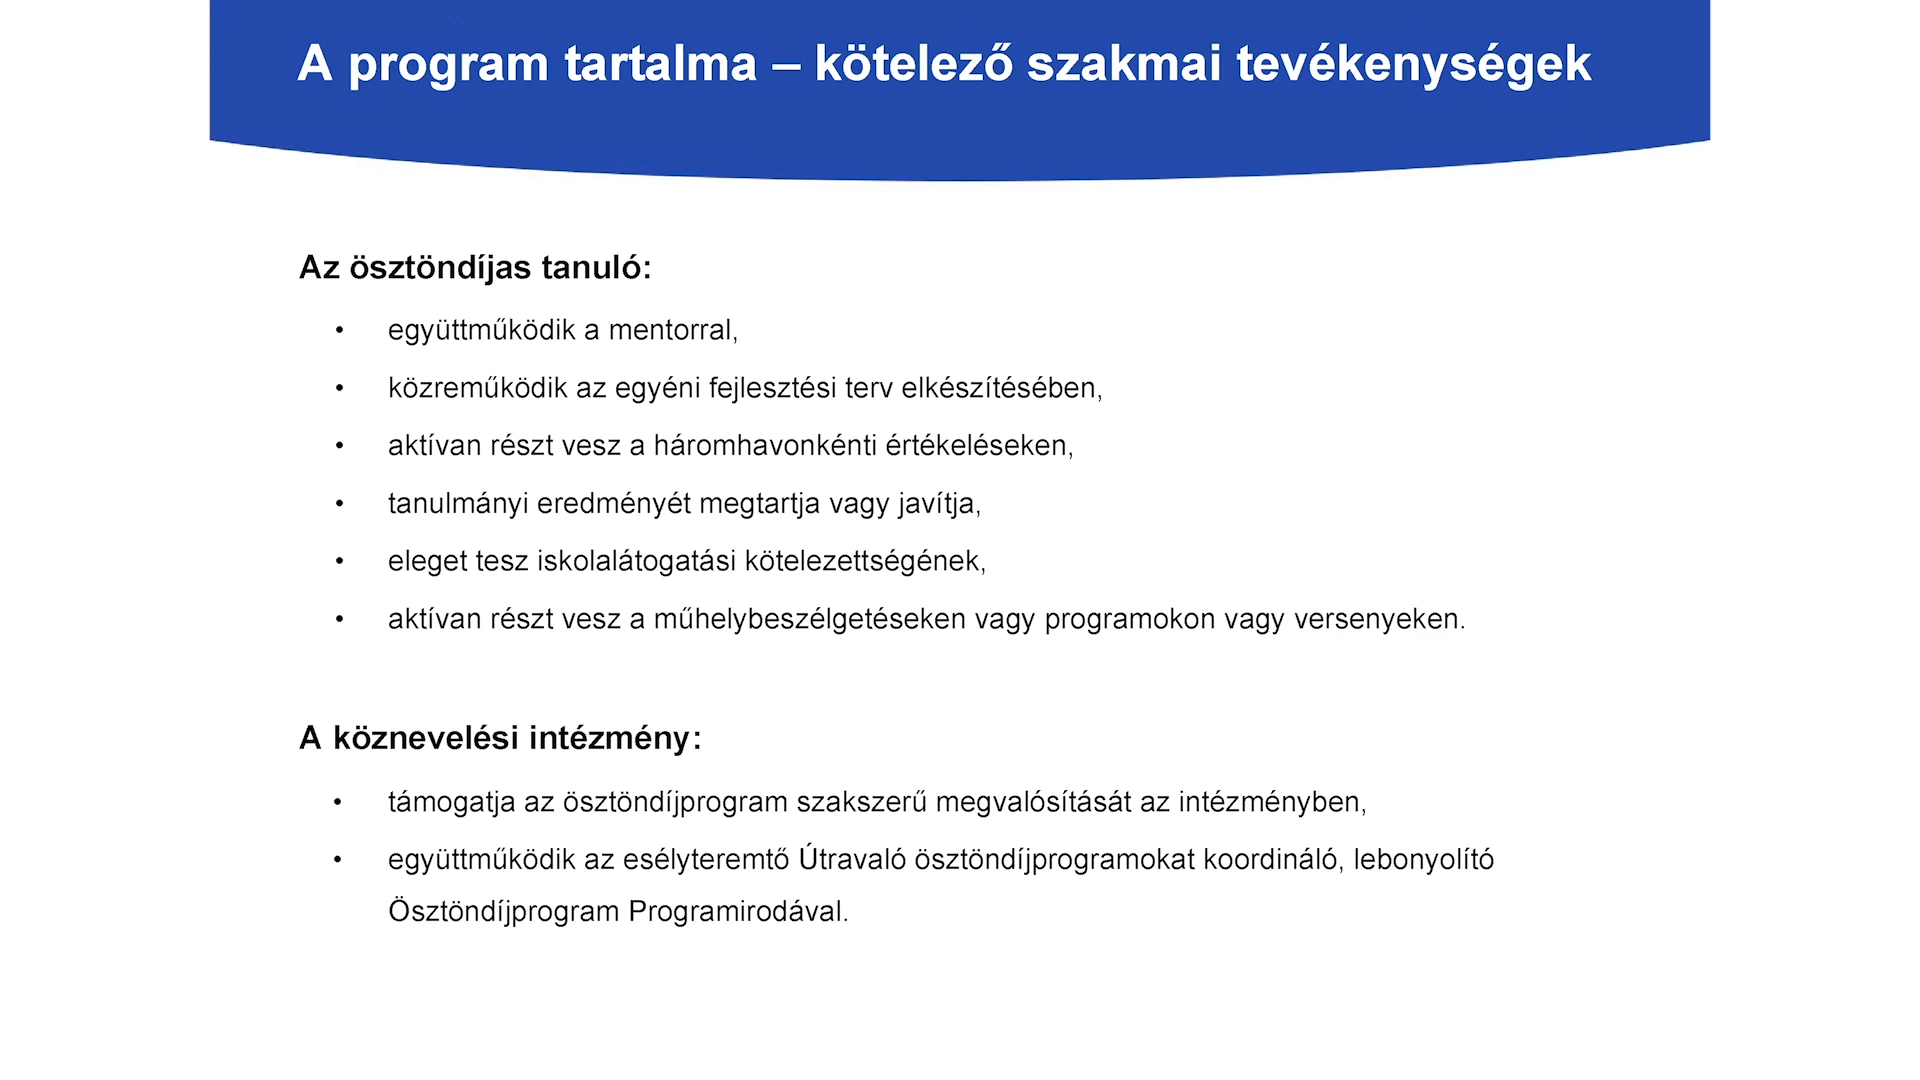 A program tartalma – kötelező szakmai tevékenységek
Az ösztöndíjas tanuló:
• együttműködik a mentorral,
• közreműködik az egyéni fejlesztési terv elkészítésében,
• aktívan részt vesz a háromhavonkénti értékeléseken,
• tanulmányi eredményét megtartja vagy javítja,
• eleget tesz iskolalátogatási kötelezettségének,
• aktívan részt vesz a műhelybeszélgetéseken vagy programokon vagy versenyeken.
A köznevelési intézmény:
• támogatja az ösztöndíjprogram szakszerű megvalósítását az intézményben,
• együttműködik az esélyteremtő Útravaló ösztöndíjprogramokat koordináló, lebonyolító
Ösztöndíjprogram Programirodával.